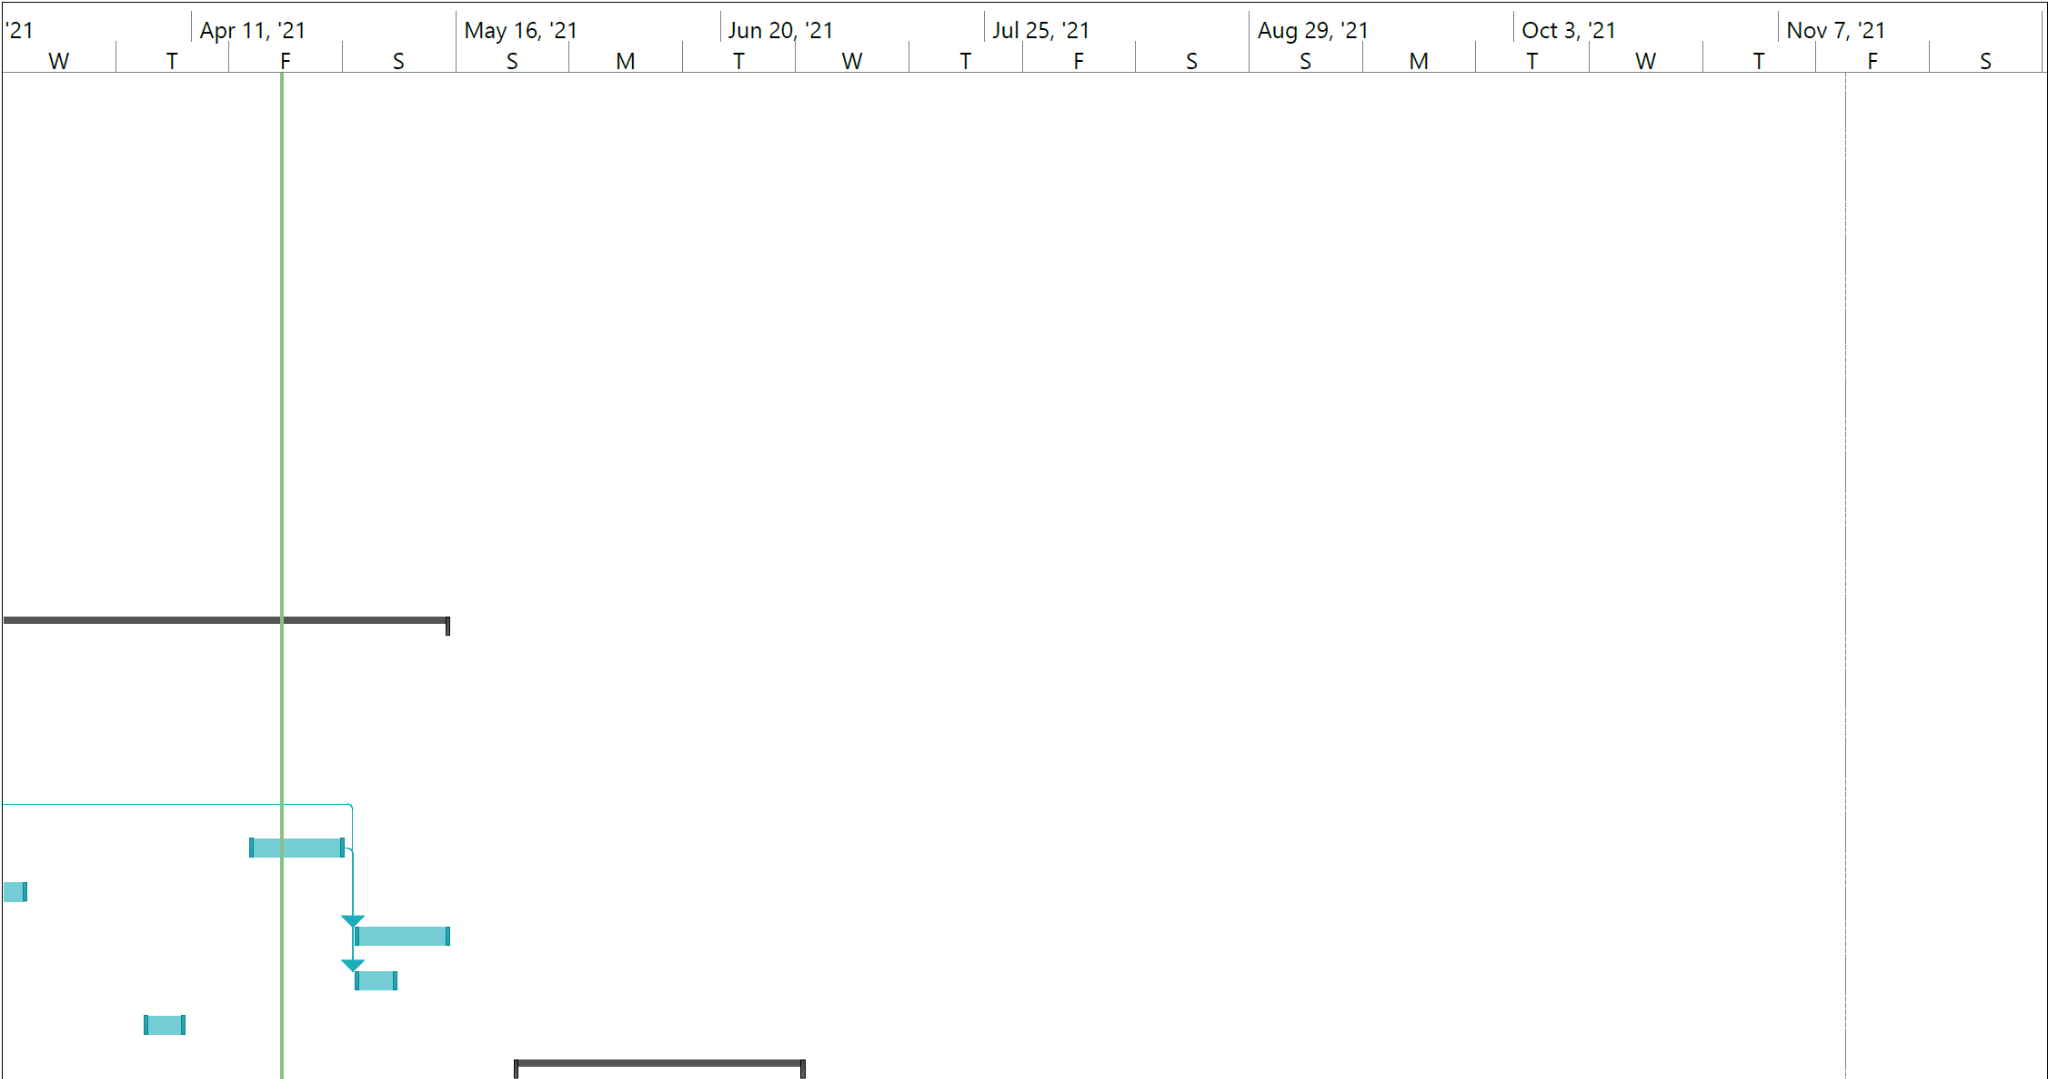 '21 Apr 11, '21 May 16, '21 Jun 20, '21 Jul 25, '21 Aug 29, '21 Oct 3, '21 Nov 7, '21
W T F S S M T W T F S S M T W T F S